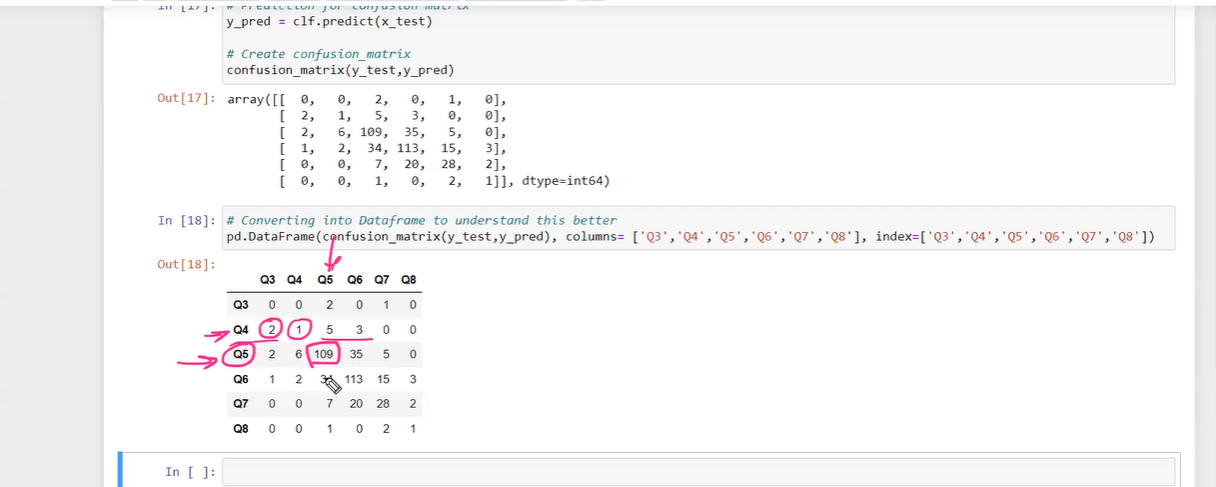 In [17]: # Prediction for confusion matrix
y_pred = clf.predict(x_test)
# Create confusion_matrix
confusion_matrix(y_test,y_pred)
Out[17]: array([[ 0, 0, 2, 0, 1, 0],
[ 2, 1, 5, 3, 0, 0],
[ 2, 6, 109, 35, 5, 0],
[ 1, 2, 34, 113, 15, 3],
[ 0, 0, 7, 20, 28, 2],
[ 0, 0, 1, 0, 2, 1]], dtype=int64)
In [18]: # Converting into Dataframe to understand this better
pd.DataFrame(confusion_matrix(y_test,y_pred), columns= ['Q3','Q4','Q5','Q6','Q7','Q8'], index=['Q3','Q4','Q5','Q6','Q7','Q8'])
Out[18]:
Q3 Q4 Q5 Q6 Q7 Q8
Q3 0 0 2 0 1 0
Q4 2 1 5 3 0 0
Q5 2 6 109 35 5 0
Q6 1 2 34 113 15 3
Q7 0 0 7 20 28 2
Q8 0 0 1 0 2 1
In [ ]: